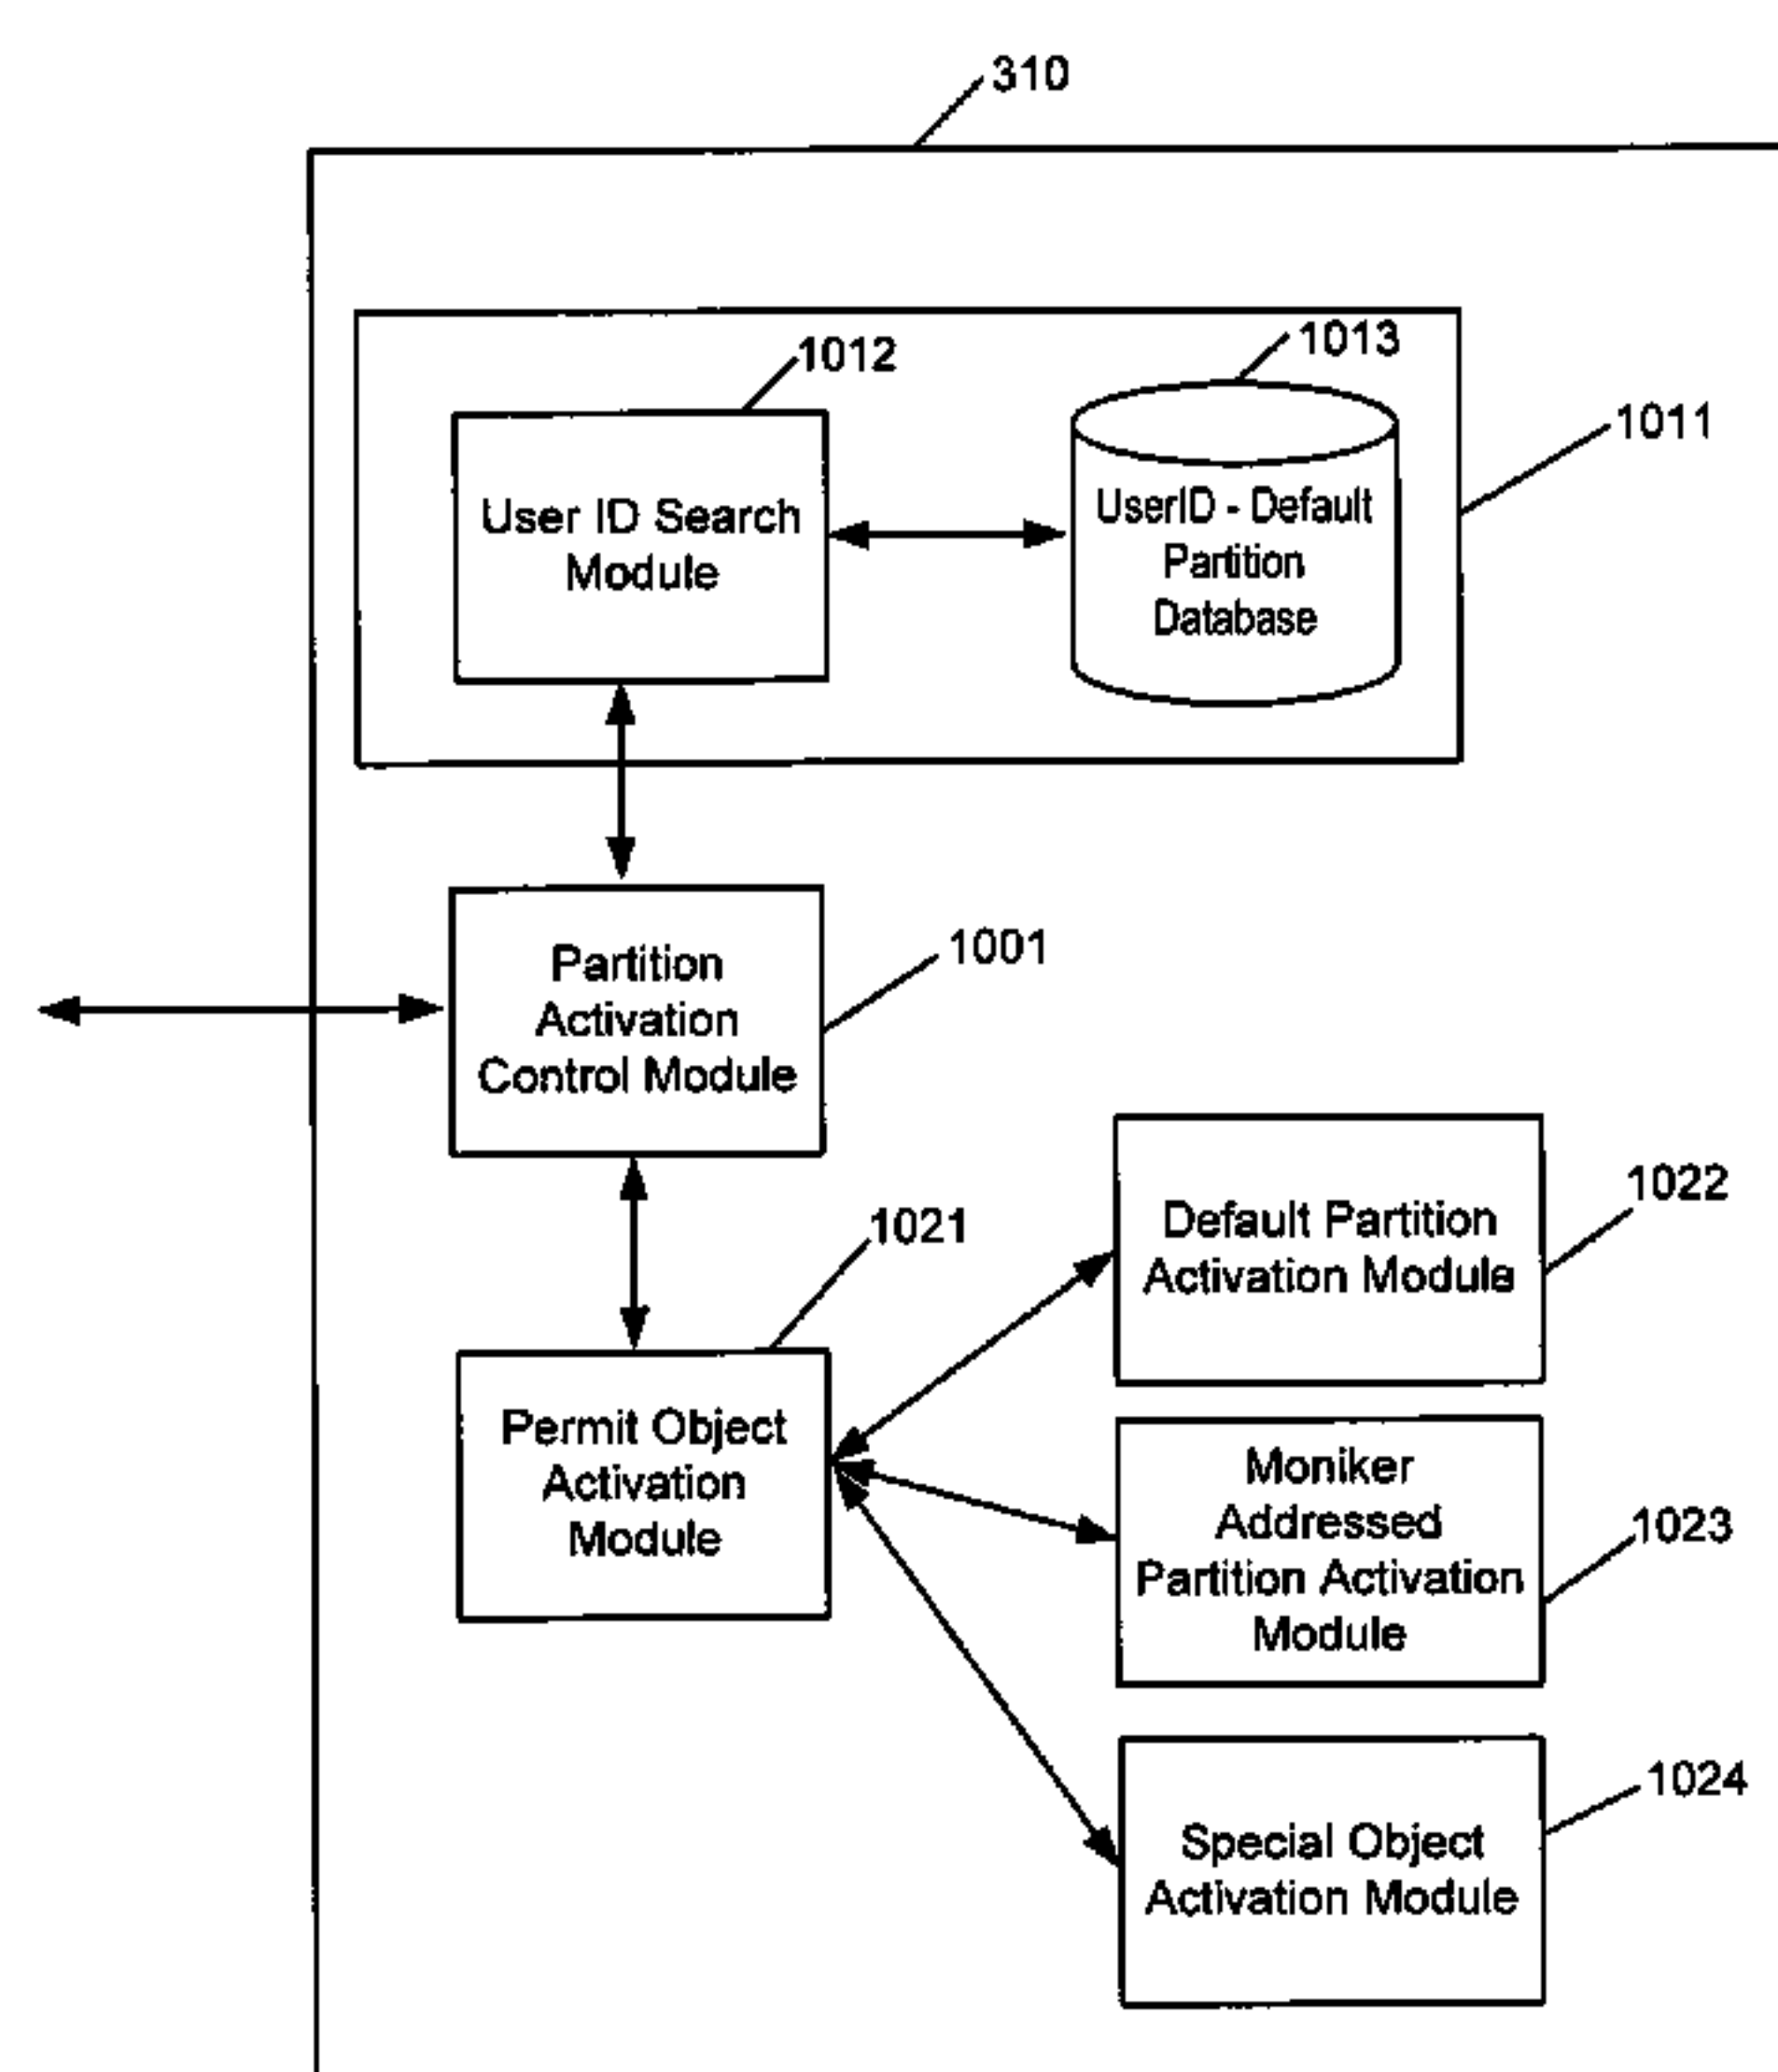 310
1012
1013
1011
User ID Search
Module
UserID - Default
Partition
Database
1001
Partition
Activation
Control Module
1022
Default Partition
Activation Module
1021
Permit Object
Activation
Module
Moniker
Addressed
Partition Activation
Module
1023
1024
Special Object
Activation Module